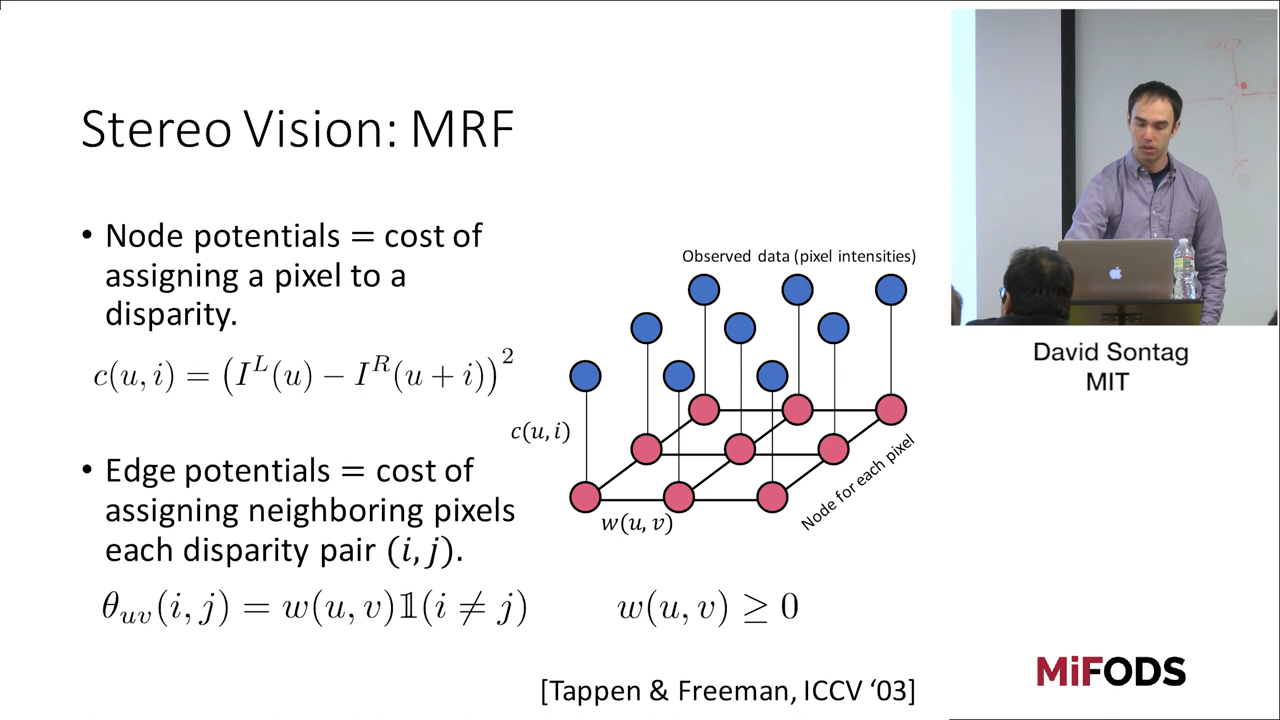 Stereo Vision: MRF
• Node potentials = cost of
assigning a pixel to a
disparity.
c(u, i) = (I^L(u) − I^R(u + i))^2
• Edge potentials = cost of
assigning neighboring pixels
each disparity pair (i, j).
θ_{uv}(i, j) = w(u, v)𝟙(i ≠ j)
w(u, v) ≥ 0
Observed data (pixel intensities)
c(u, i)
w(u, v)
Node for each pixel
[Tappen & Freeman, ICCV ‘03]
David Sontag
MIT
MiFODS